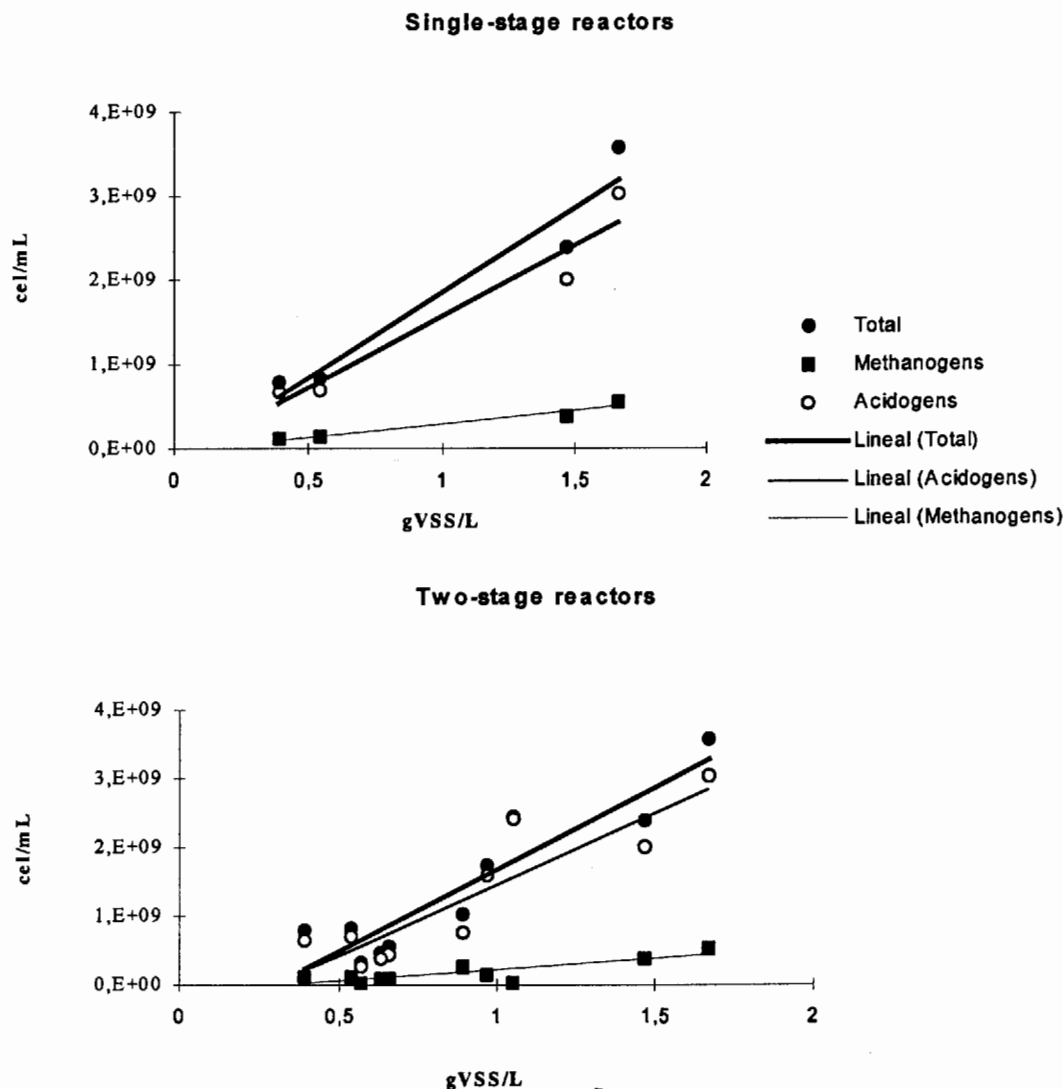 Single-stage reactors
4,E+09
3,E+09
2,E+09
1,E+09
0,E+00
0 0,5 1 1,5 2
cel/mL
gVSS/L
Total
Methanogens
Acidogens
Lineal (Total)
Lineal (Acidogens)
Lineal (Methanogens)
Two-stage reactors
4,E+09
3,E+09
2,E+09
1,E+09
0,E+00
0 0,5 1 1,5 2
cel/mL
gVSS/L